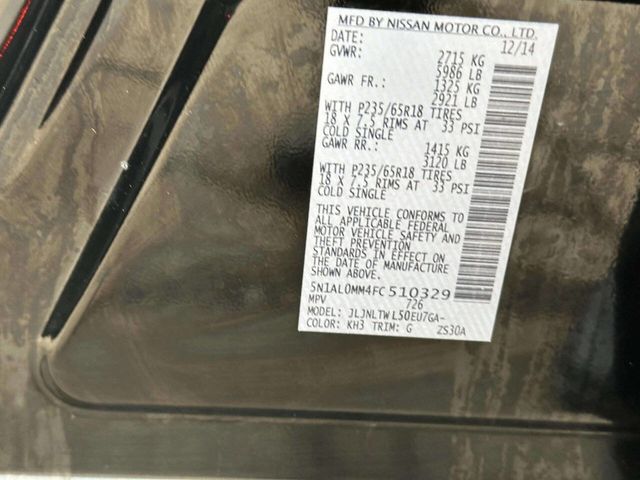 MFD BY NISSAN MOTOR CO., LTD.
DATE: 12/14
GVWR: 2715 KG
5986 LB
GAWR FR.: 1325 KG
2921 LB
WITH P235/65R18 TIRES
18 X 7.5 RIMS AT 33 PSI
COLD SINGLE
GAWR RR.: 1415 KG
3120 LB
WITH P235/65R18 TIRES
18 X 7.5 RIMS AT 33 PSI
COLD SINGLE
THIS VEHICLE CONFORMS TO
ALL APPLICABLE FEDERAL
MOTOR VEHICLE SAFETY AND
THEFT PREVENTION
STANDARDS IN EFFECT ON
THE DATE OF MANUFACTURE
SHOWN ABOVE.
5N1AL0MM4FC510329
MPV 726
MODEL: JLJNLTW L50EU7GA-
COLOR: KH3 TRIM: G ZS30A